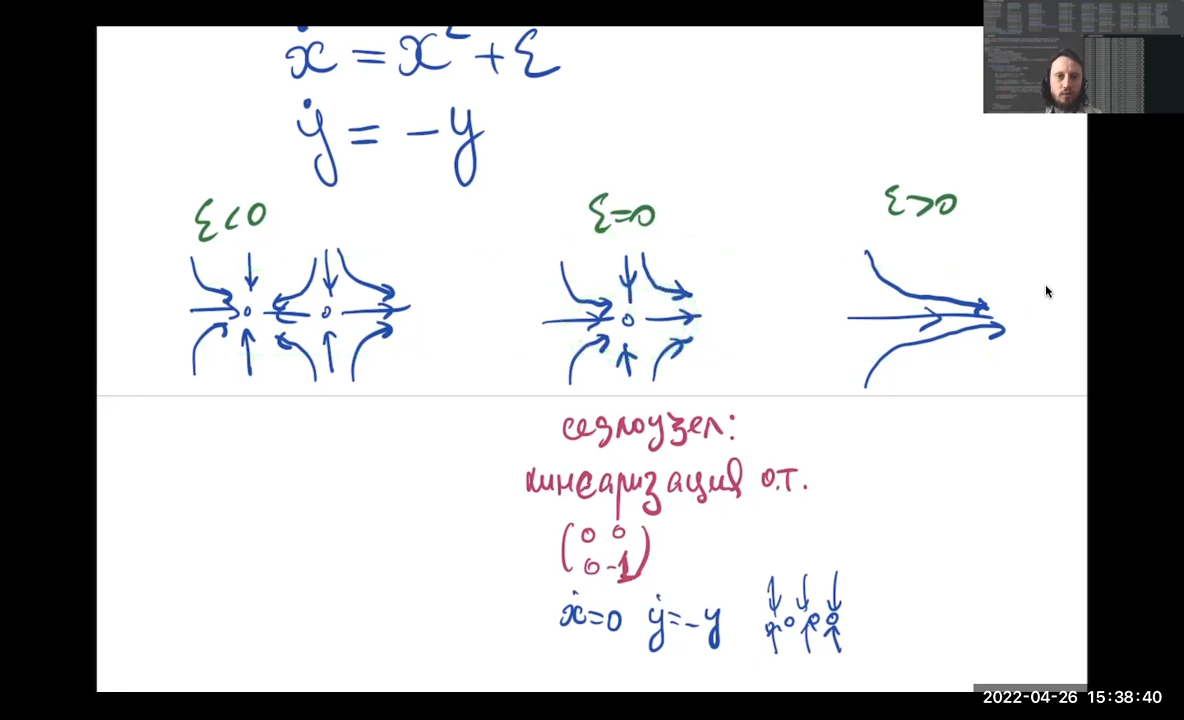 ẋ = x² + ε
ẏ = -y
ε<0 ε=0 ε>0
седлоузел:
линеаризация о.т.
(0 0
0 -1)
ẋ=0 ẏ=-y
2022-04-26 15:38:40